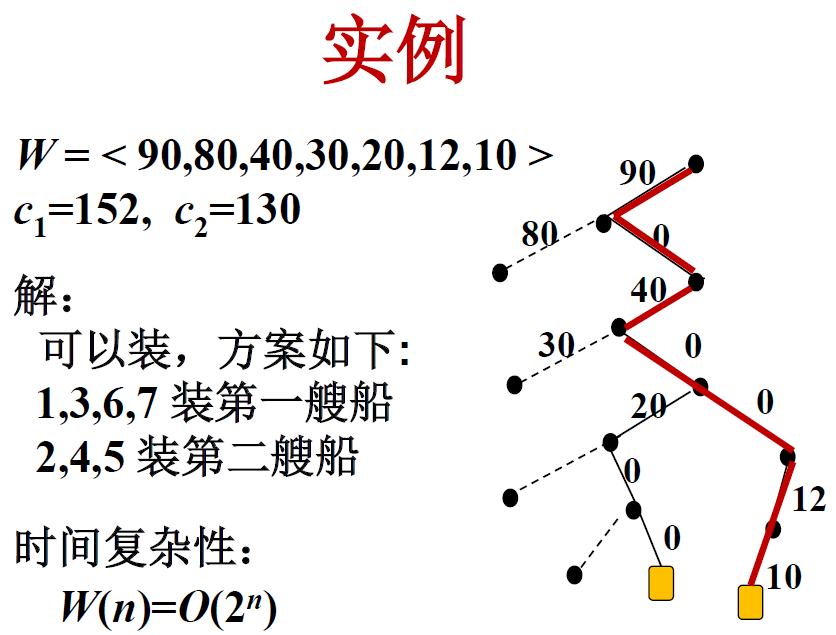 实例
W = < 90,80,40,30,20,12,10 >
c₁=152, c₂=130
解：
可以装，方案如下：
1,3,6,7 装第一艘船
2,4,5 装第二艘船
时间复杂性：
W(n)=O(2ⁿ)
90
80
0
40
30
0
20
0
0
12
0
10